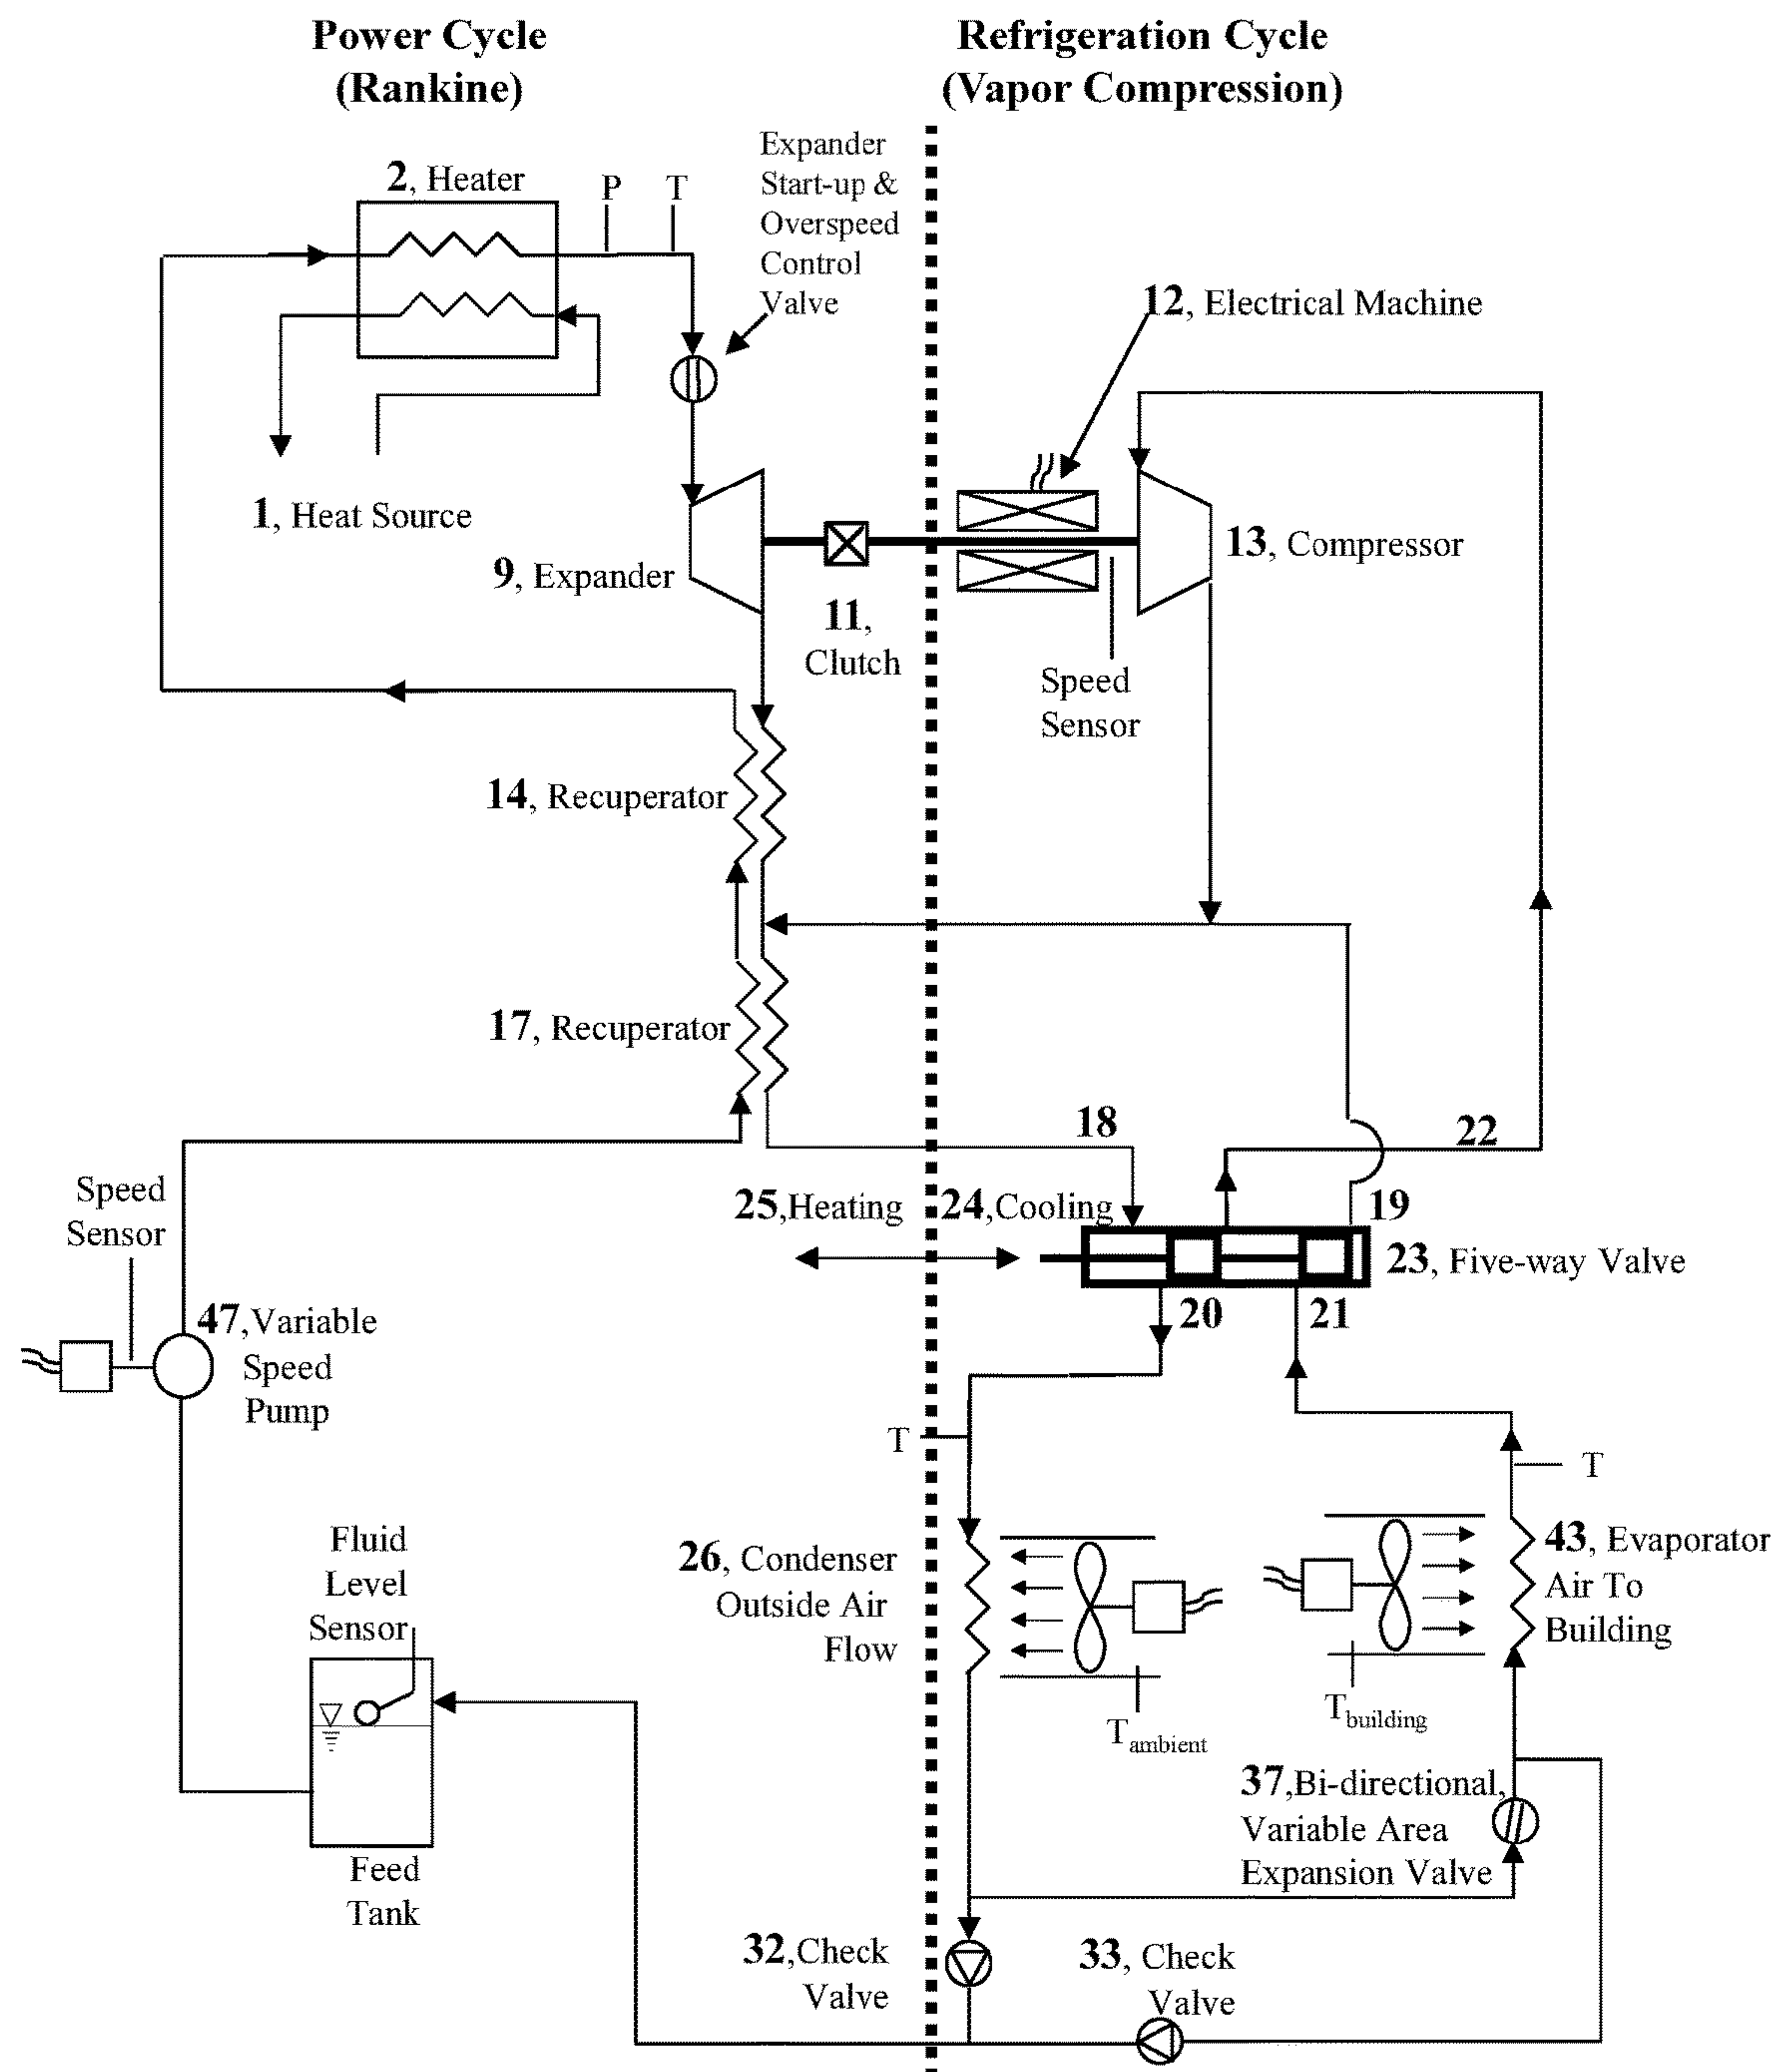 Power Cycle
(Rankine)
Refrigeration Cycle
(Vapor Compression)
Expander
Start-up &
Overspeed
Control
Valve
2, Heater
P
T
12, Electrical Machine
1, Heat Source
9, Expander
13, Compressor
11,
Clutch
Speed
Sensor
14, Recuperator
17, Recuperator
18
22
Speed
Sensor
25,Heating
24,Cooling
19
23, Five-way Valve
20
21
47,Variable
Speed
Pump
T
T
Fluid
Level
Sensor
26, Condenser
Outside Air
Flow
43, Evaporator
Air To
Building
Tambient
Tbuilding
37,Bi-directional,
Variable Area
Expansion Valve
Feed
Tank
32,Check
Valve
33, Check
Valve